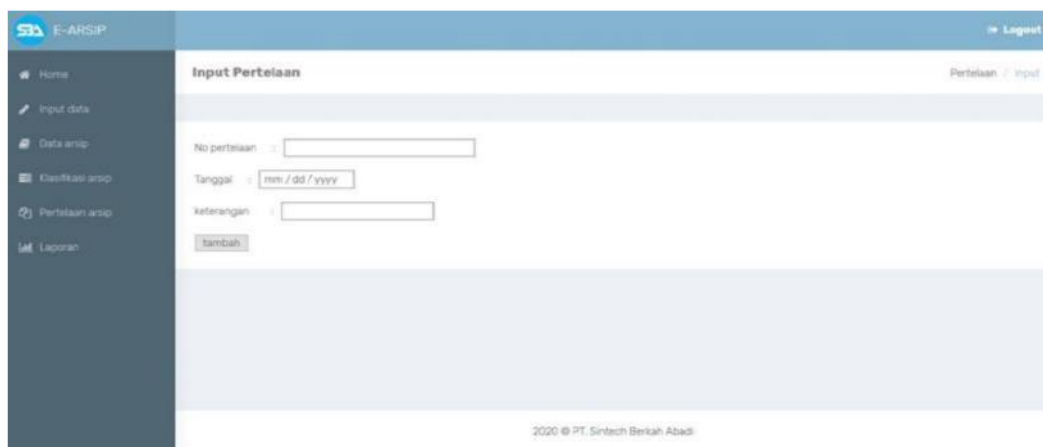 SBA E-ARSIP
Logout
Home
Input data
Data arsip
Klasifikasi arsip
Pertelaan arsip
Laporan
Input Pertelaan
Pertelaan / Input
No pertelaan :
Tanggal : mm / dd / yyyy
keterangan :
tambah
2020 © PT. Sintech Berkah Abadi